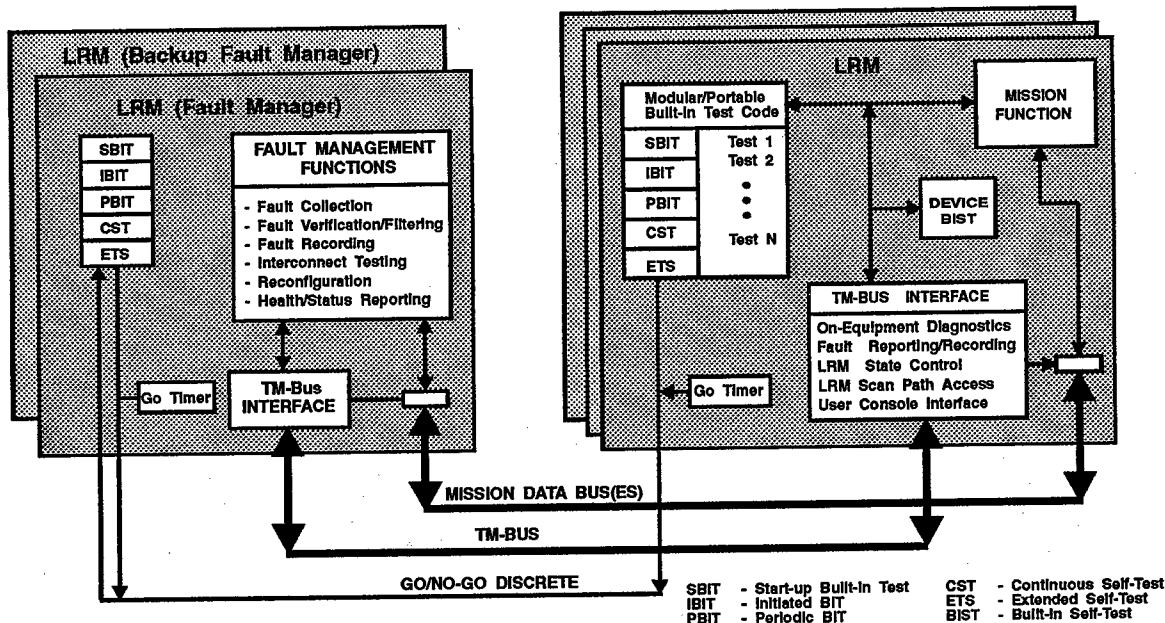 LRM (Backup Fault Manager)
LRM (Fault Manager)
SBIT
IBIT
PBIT
CST
ETS
FAULT MANAGEMENT
FUNCTIONS
- Fault Collection
- Fault Verification/Filtering
- Fault Recording
- Interconnect Testing
- Reconfiguration
- Health/Status Reporting
Go Timer
TM-Bus
INTERFACE
LRM
Modular/Portable
Built-in Test Code
SBIT
IBIT
PBIT
CST
ETS
Test 1
Test 2
Test N
MISSION
FUNCTION
DEVICE
BIST
TM-BUS INTERFACE
On-Equipment Diagnostics
Fault Reporting/Recording
LRM State Control
LRM Scan Path Access
User Console Interface
Go Timer
MISSION DATA BUS(ES)
TM-BUS
GO/NO-GO DISCRETE
SBIT - Start-up Built-in Test
IBIT - Initiated BIT
PBIT - Periodic BIT
CST - Continuous Self-Test
ETS - Extended Self-Test
BIST - Built-in Self-Test